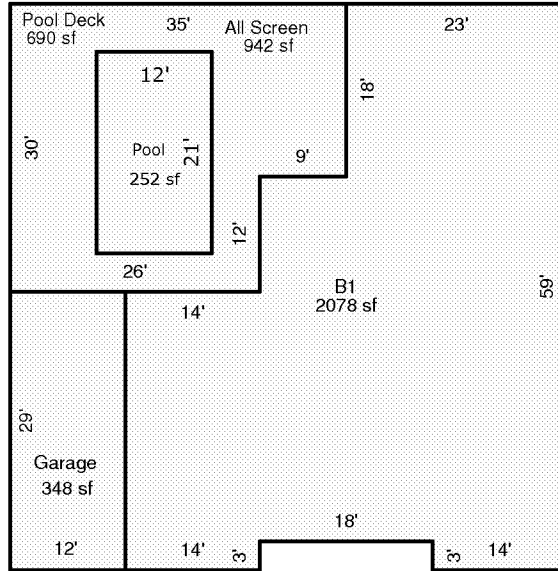 Pool Deck
690 sf
35'
All Screen
942 sf
23'
12'
18'
30'
Pool
252 sf
21'
9'
12'
26'
B1
2078 sf
59'
14'
29'
Garage
348 sf
12'
14'
3'
18'
3'
14'